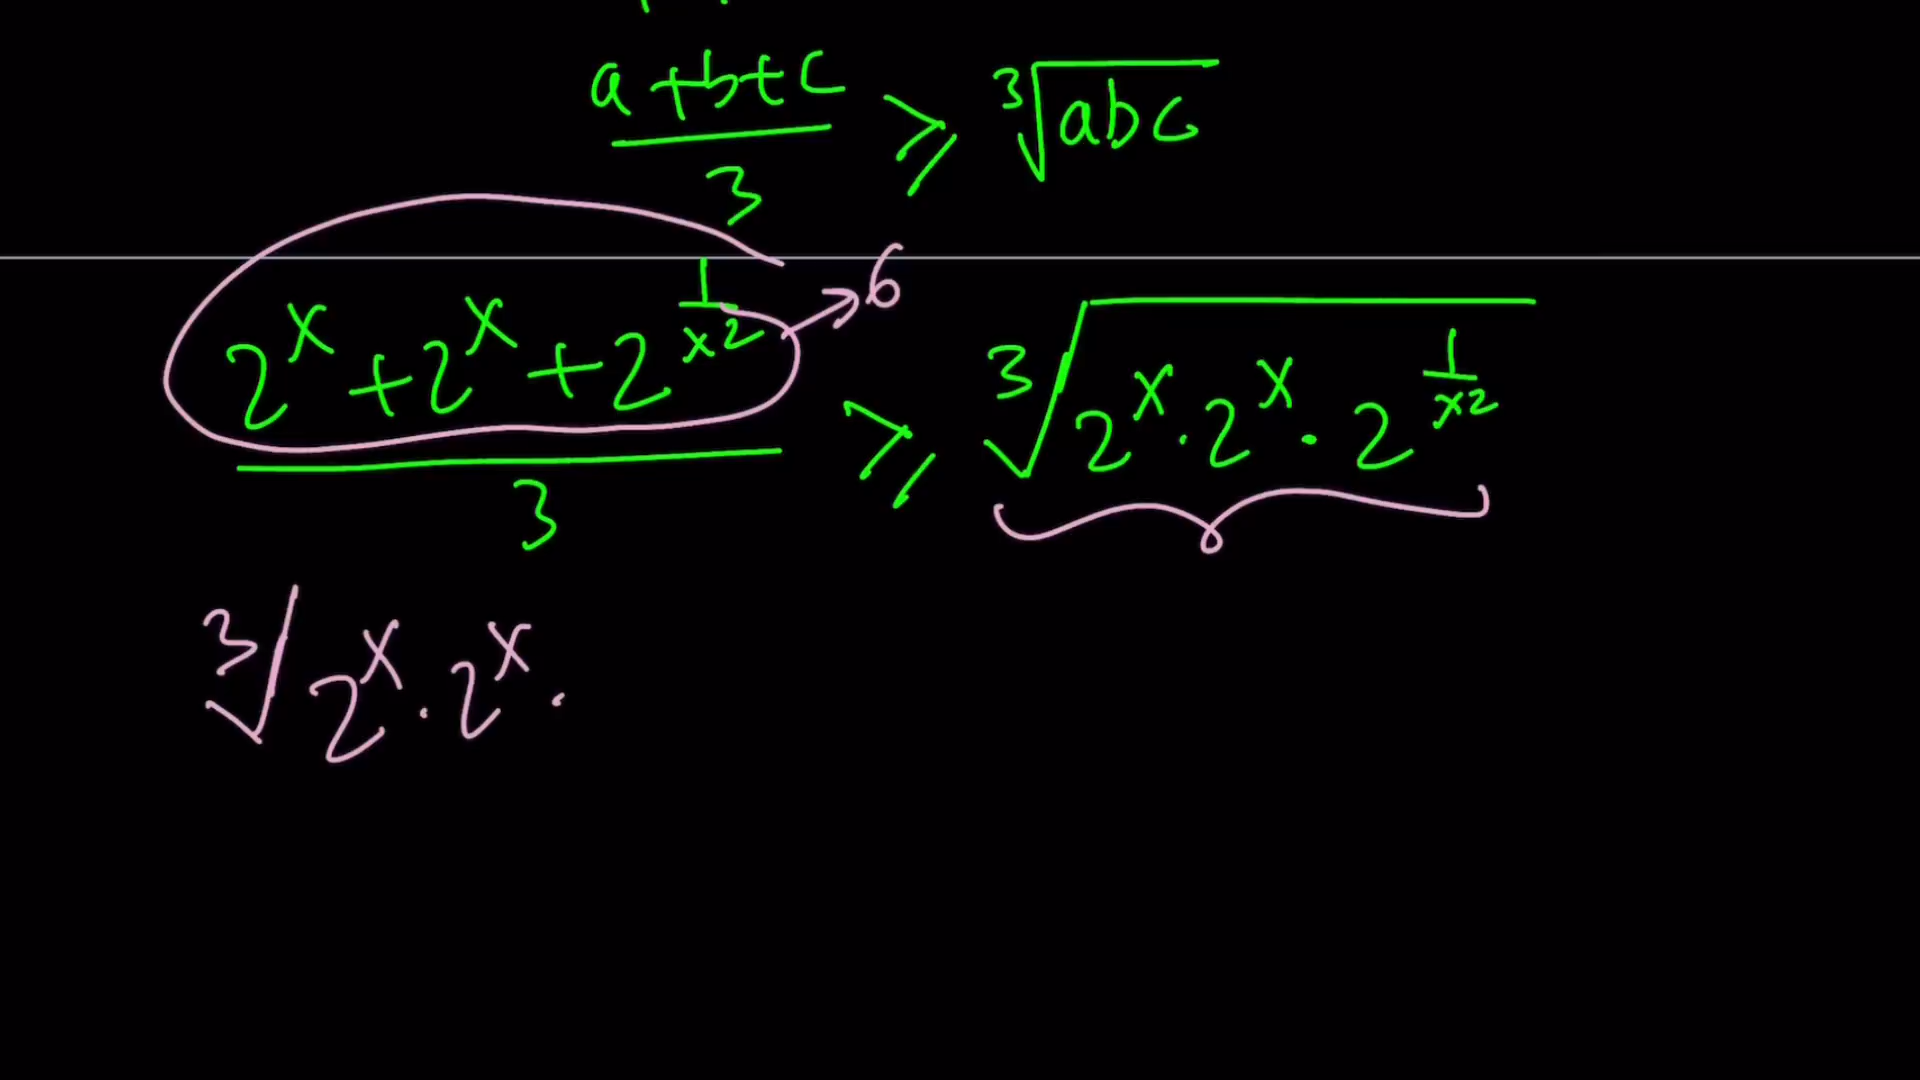 (a+b+c)/3 ≥ ∛(abc)
(2^x + 2^x + 2^(1/x²))/3 ≥ ∛(2^x · 2^x · 2^(1/x²))
→ 6
∛ 2^x · 2^x ·